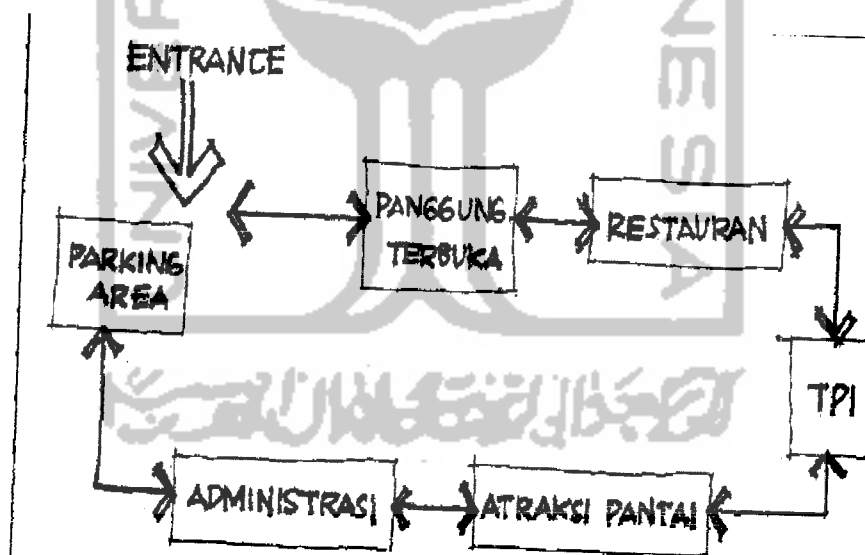 ENTRANCE
PANGGUNG
TERBUKA
RESTAURAN
PARKING
AREA
TPI
ADMINISTRASI
ATRAKSI PANTAI